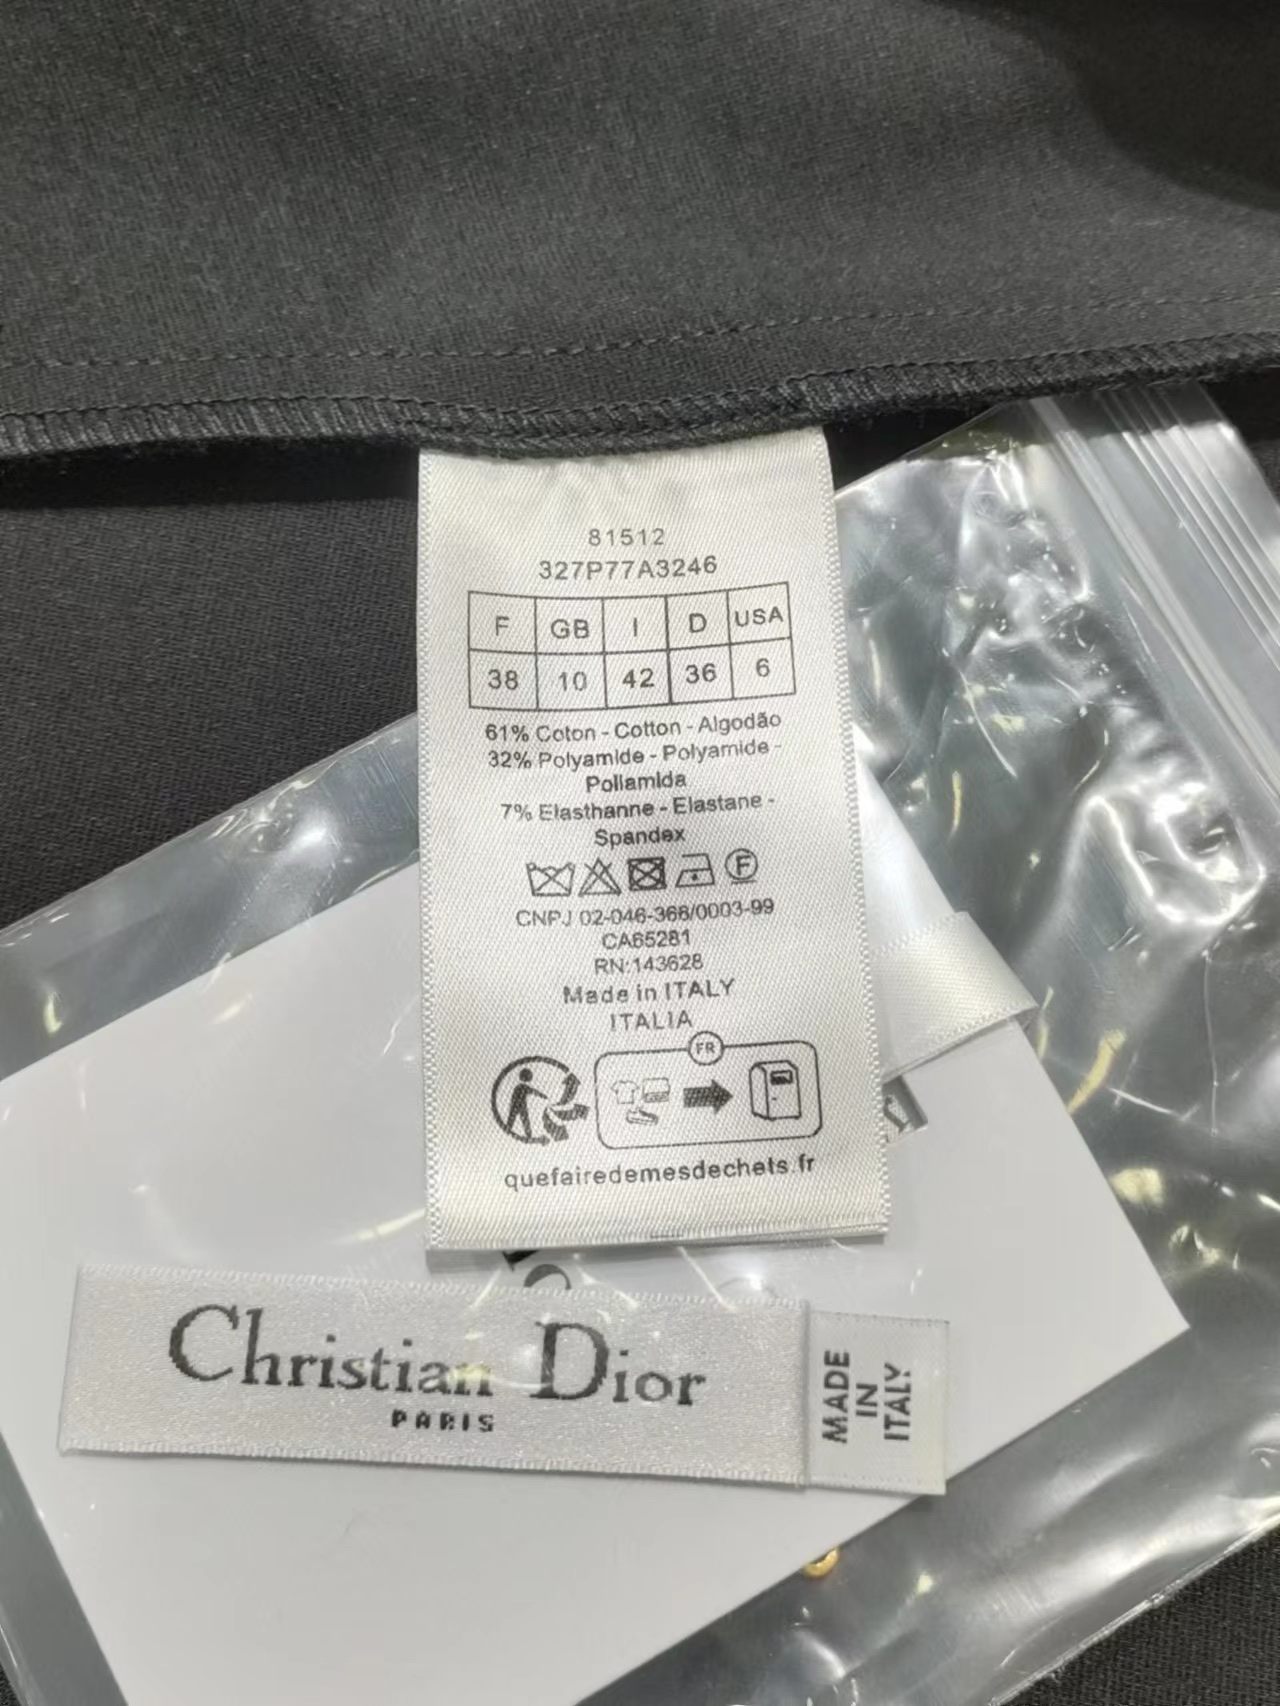 81512
327P77A3246
F GB I D USA
38 10 42 36 6
61% Coton - Cotton - Algodão
32% Polyamide - Polyamide -
Poliamida
7% Elasthanne - Elastane -
Spandex
F
CNPJ 02-046-366/0003-99
CA65281
RN:143628
Made in ITALY
ITALIA
FR
quefairedemesdechets.fr
Christian Dior
PARIS
MADE
IN
ITALY